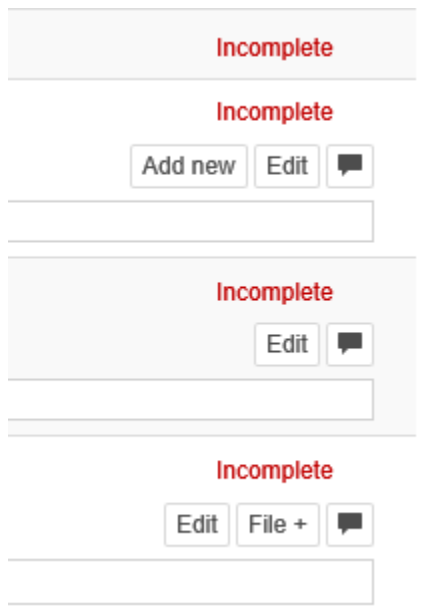 Incomplete
Incomplete
Add new Edit
Incomplete
Edit
Incomplete
Edit File +